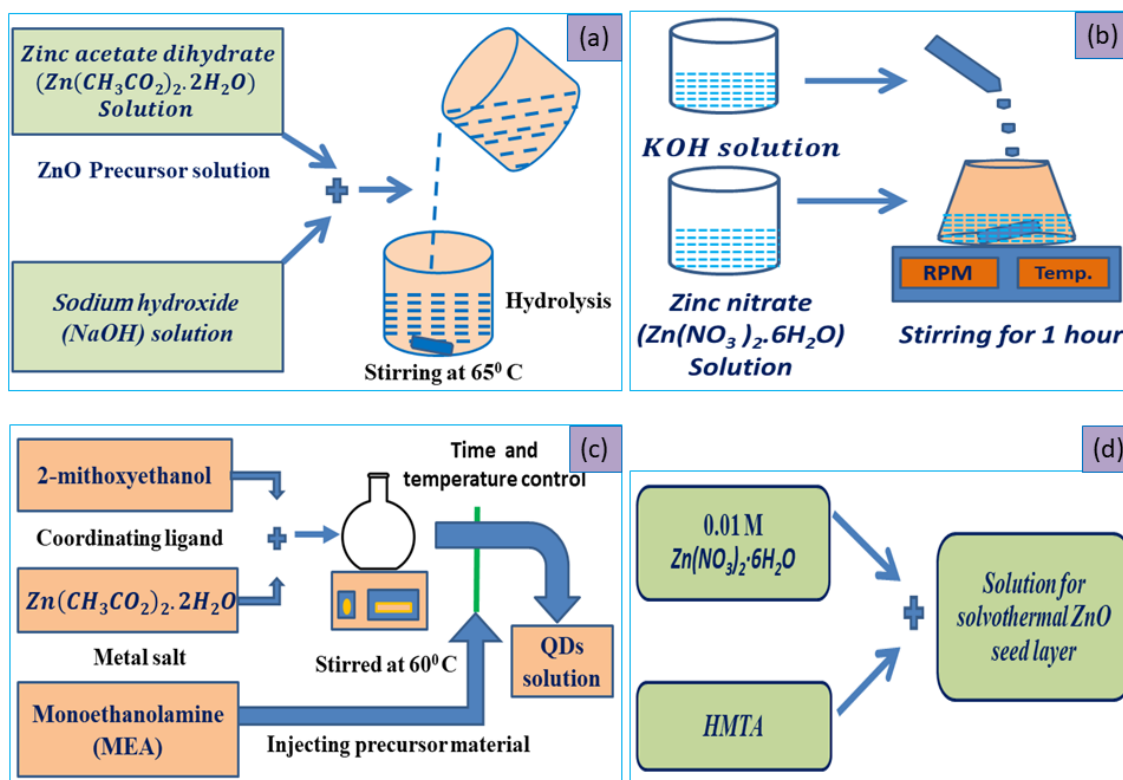 (a)
Zinc acetate dihydrate
(Zn(CH₃CO₂)₂.2H₂O)
Solution
ZnO Precursor solution
Sodium hydroxide
(NaOH) solution
Hydrolysis
Stirring at 65⁰ C
(b)
KOH solution
Zinc nitrate
(Zn(NO₃)₂.6H₂O)
Solution
RPM
Temp.
Stirring for 1 hour
(c)
2-mithoxyethanol
Coordinating ligand
Zn(CH₃CO₂)₂.2H₂O
Metal salt
Monoethanolamine
(MEA)
Stirred at 60⁰ C
Time and
temperature control
Injecting precursor material
QDs
solution
(d)
0.01 M
Zn(NO₃)₂·6H₂O
HMTA
Solution for
solvothermal ZnO
seed layer